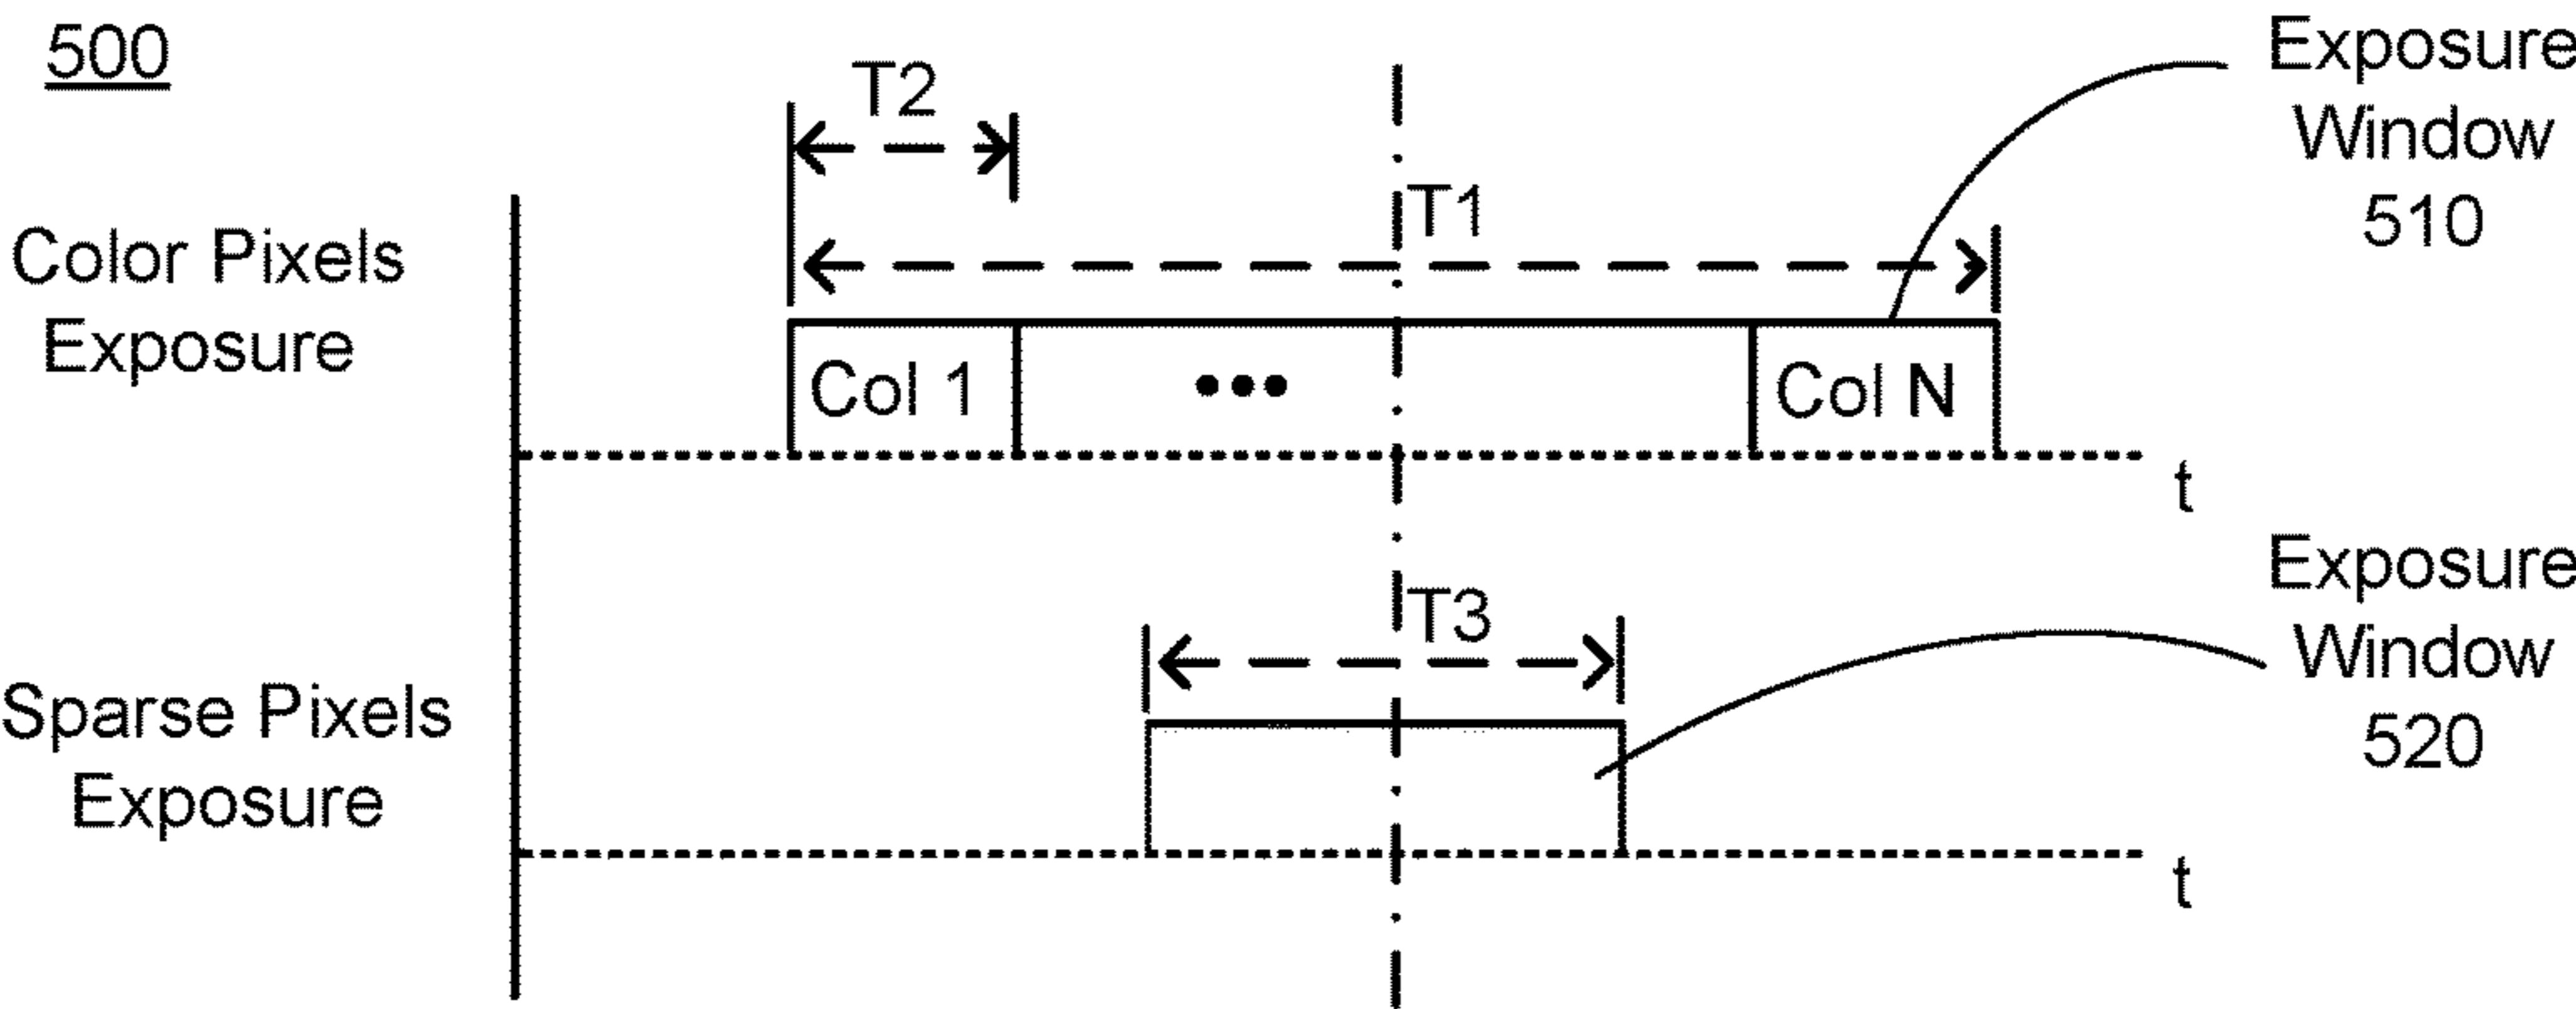 500
T2
T1
Exposure
Window
510
Color Pixels
Exposure
Col 1
•••
Col N
t
T3
Exposure
Window
520
Sparse Pixels
Exposure
t